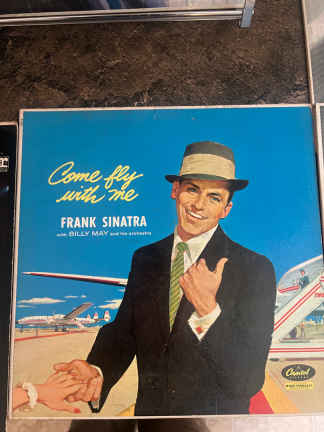 Come fly
with me
FRANK SINATRA
with BILLY MAY and his orchestra
Capitol